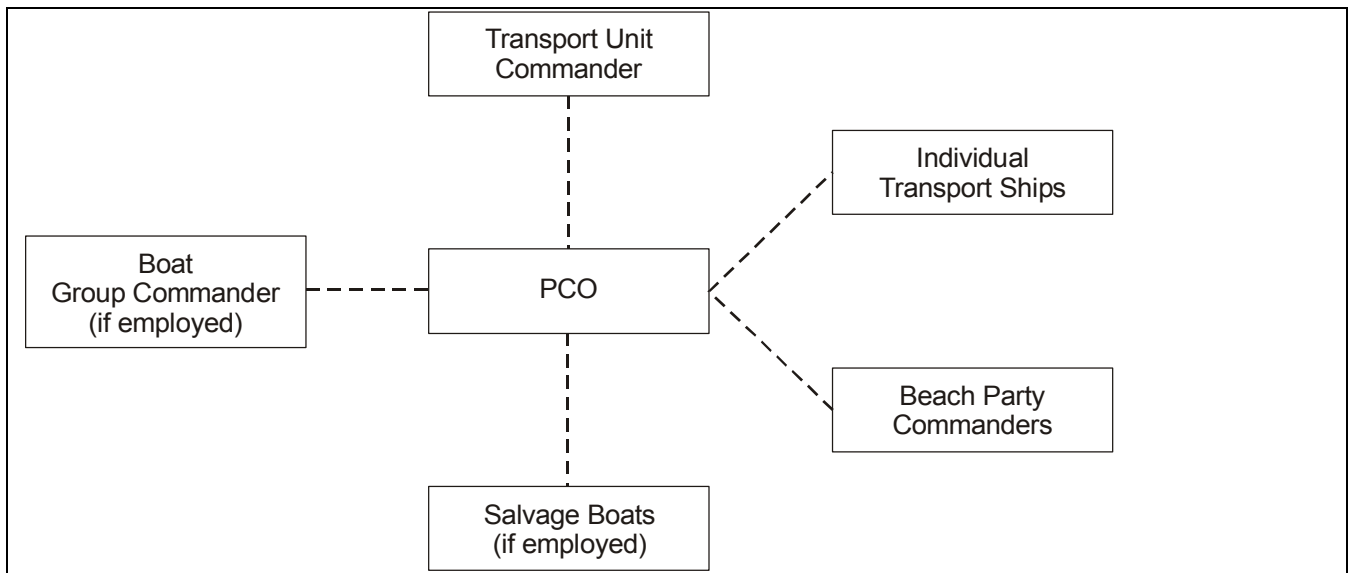 Transport Unit
Commander
Individual
Transport Ships
Boat
Group Commander
(if employed)
PCO
Beach Party
Commanders
Salvage Boats
(if employed)